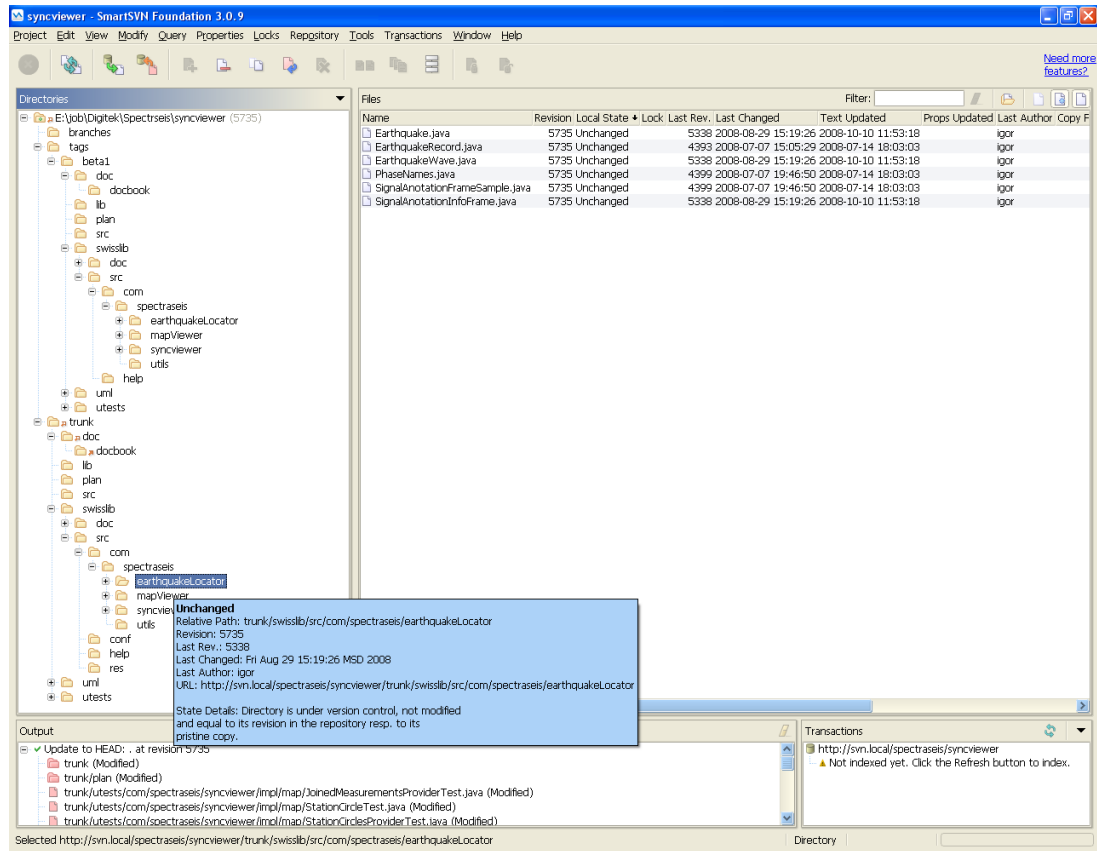 syncviewer - SmartSVN Foundation 3.0.9
Project Edit View Modify Query Properties Locks Repository Tools Transactions Window Help
Need more
features?
Directories
E:\job\Digitek\Spectrseis\syncviewer (5735)
branches
tags
beta1
doc
docbook
lib
plan
src
swisslib
doc
src
com
spectraseis
earthquakeLocator
mapViewer
syncviewer
utils
help
uml
utests
trunk
doc
docbook
lib
plan
src
swisslib
doc
src
com
spectraseis
earthquakeLocator
mapViewer
utils
conf
help
res
uml
utests
Files Filter:
Name Revision Local State Lock Last Rev. Last Changed Text Updated Props Updated Last Author Copy F
Earthquake.java 5735 Unchanged 5338 2008-08-29 15:19:26 2008-10-10 11:53:18 igor
EarthquakeRecord.java 5735 Unchanged 4393 2008-07-07 15:05:29 2008-07-14 18:03:03 igor
EarthquakeWave.java 5735 Unchanged 5338 2008-08-29 15:19:26 2008-10-10 11:53:18 igor
PhaseNames.java 5735 Unchanged 4399 2008-07-07 19:46:50 2008-07-14 18:03:03 igor
SignalAnotationFrameSample.java 5735 Unchanged 4399 2008-07-07 19:46:50 2008-07-14 18:03:03 igor
SignalAnotationInfoFrame.java 5735 Unchanged 5338 2008-08-29 15:19:26 2008-10-10 11:53:18 igor
Unchanged
Relative Path: trunk/swisslib/src/com/spectraseis/earthquakeLocator
Revision: 5735
Last Rev.: 5338
Last Changed: Fri Aug 29 15:19:26 MSD 2008
Last Author: igor
URL: http://svn.local/spectraseis/syncviewer/trunk/swisslib/src/com/spectraseis/earthquakeLocator
State Details: Directory is under version control, not modified
and equal to its revision in the repository resp. to its
pristine copy.
Output
Update to HEAD: . at revision 5735
trunk (Modified)
trunk/plan (Modified)
trunk/utests/com/spectraseis/syncviewer/impl/map/JoinedMeasurementsProviderTest.java (Modified)
trunk/utests/com/spectraseis/syncviewer/impl/map/StationCircleTest.java (Modified)
trunk/utests/com/spectraseis/syncviewer/impl/map/StationCirclesProviderTest.java (Modified)
Transactions
http://svn.local/spectraseis/syncviewer
Not indexed yet. Click the Refresh button to index.
Selected http://svn.local/spectraseis/syncviewer/trunk/swisslib/src/com/spectraseis/earthquakeLocator Directory